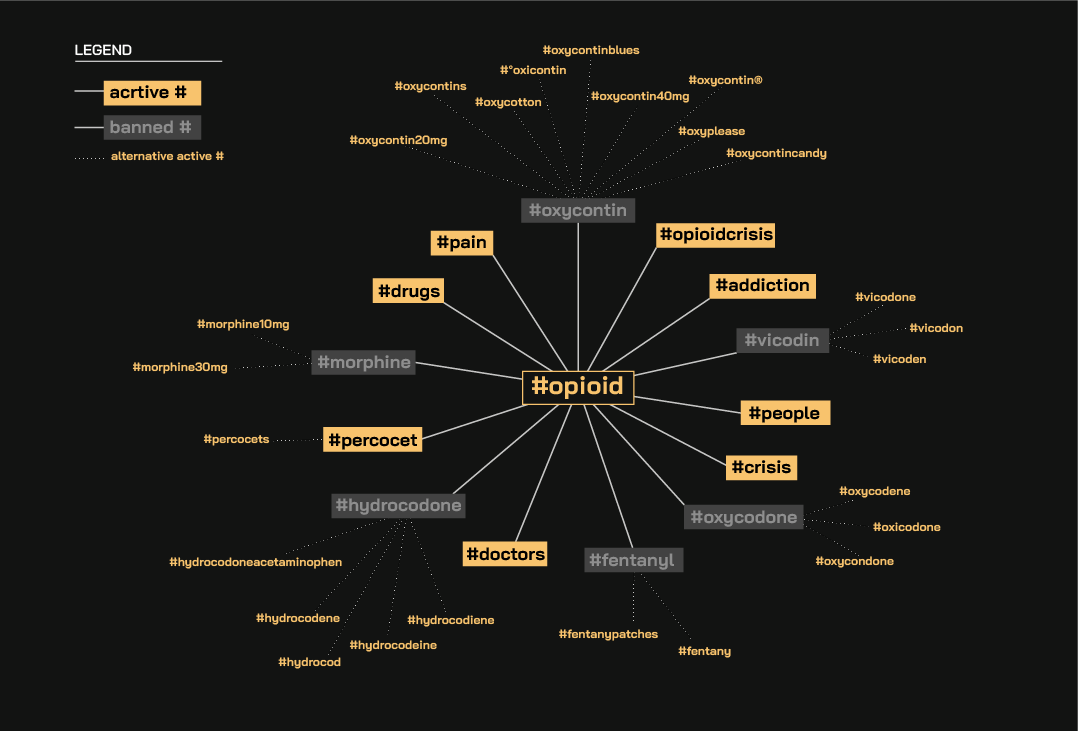 LEGEND
acrtive #
banned #
alternative active #
#oxycontinblues
#°oxicontin
#oxycontin®
#oxycontins
#oxycotton
#oxycontin40mg
#oxyplease
#oxycontin20mg
#oxycontincandy
#oxycontin
#pain
#opioidcrisis
#drugs
#addiction
#vicodone
#morphine10mg
#vicodon
#vicodin
#vicoden
#morphine
#morphine30mg
#opioid
#people
#percocets
#percocet
#crisis
#oxycodene
#hydrocodone
#oxycodone
#oxicodone
#doctors
#fentanyl
#oxycondone
#hydrocodoneacetaminophen
#hydrocodene
#hydrocodiene
#fentanypatches
#hydrocodeine
#fentany
#hydrocod